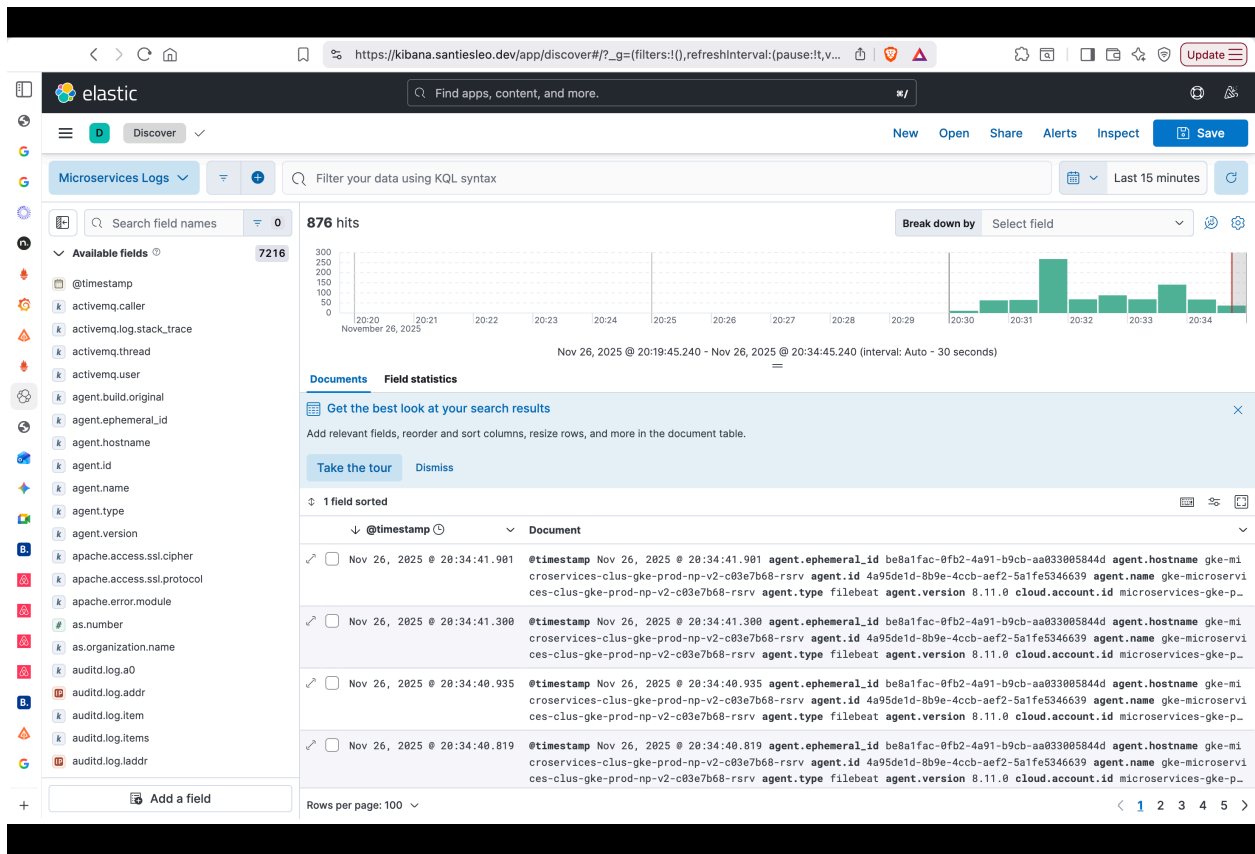 https://kibana.santiesleo.dev/app/discover#/?_g=(filters:!(),refreshInterval:(pause:!t,v...
Update
elastic
Find apps, content, and more.
⌘/
D
Discover
New
Open
Share
Alerts
Inspect
Save
Microservices Logs
Filter your data using KQL syntax
Last 15 minutes
Search field names
0
876 hits
Break down by
Select field
Available fields
7216
@timestamp
k activemq.caller
k activemq.log.stack_trace
k activemq.thread
k activemq.user
k agent.build.original
k agent.ephemeral_id
k agent.hostname
k agent.id
k agent.name
k agent.type
k agent.version
k apache.access.ssl.cipher
k apache.access.ssl.protocol
k apache.error.module
# as.number
k as.organization.name
k auditd.log.a0
IP auditd.log.addr
k auditd.log.item
k auditd.log.items
IP auditd.log.laddr
Add a field
300
250
200
150
100
50
0
20:20 20:21 20:22 20:23 20:24 20:25 20:26 20:27 20:28 20:29 20:30 20:31 20:32 20:33 20:34
November 26, 2025
Nov 26, 2025 @ 20:19:45.240 - Nov 26, 2025 @ 20:34:45.240 (interval: Auto - 30 seconds)
Documents
Field statistics
Get the best look at your search results
Add relevant fields, reorder and sort columns, resize rows, and more in the document table.
Take the tour
Dismiss
1 field sorted
@timestamp
Document
Nov 26, 2025 @ 20:34:41.901
@timestamp Nov 26, 2025 @ 20:34:41.901 agent.ephemeral_id be8a1fac-0fb2-4a91-b9cb-aa033005844d agent.hostname gke-mi
croservices-clus-gke-prod-np-v2-c03e7b68-rsrv agent.id 4a95de1d-8b9e-4ccb-aef2-5a1fe5346639 agent.name gke-microservi
ces-clus-gke-prod-np-v2-c03e7b68-rsrv agent.type filebeat agent.version 8.11.0 cloud.account.id microservices-gke-p…
Nov 26, 2025 @ 20:34:41.300
@timestamp Nov 26, 2025 @ 20:34:41.300 agent.ephemeral_id be8a1fac-0fb2-4a91-b9cb-aa033005844d agent.hostname gke-mi
croservices-clus-gke-prod-np-v2-c03e7b68-rsrv agent.id 4a95de1d-8b9e-4ccb-aef2-5a1fe5346639 agent.name gke-microservi
ces-clus-gke-prod-np-v2-c03e7b68-rsrv agent.type filebeat agent.version 8.11.0 cloud.account.id microservices-gke-p…
Nov 26, 2025 @ 20:34:40.935
@timestamp Nov 26, 2025 @ 20:34:40.935 agent.ephemeral_id be8a1fac-0fb2-4a91-b9cb-aa033005844d agent.hostname gke-mi
croservices-clus-gke-prod-np-v2-c03e7b68-rsrv agent.id 4a95de1d-8b9e-4ccb-aef2-5a1fe5346639 agent.name gke-microservi
ces-clus-gke-prod-np-v2-c03e7b68-rsrv agent.type filebeat agent.version 8.11.0 cloud.account.id microservices-gke-p…
Nov 26, 2025 @ 20:34:40.819
@timestamp Nov 26, 2025 @ 20:34:40.819 agent.ephemeral_id be8a1fac-0fb2-4a91-b9cb-aa033005844d agent.hostname gke-mi
croservices-clus-gke-prod-np-v2-c03e7b68-rsrv agent.id 4a95de1d-8b9e-4ccb-aef2-5a1fe5346639 agent.name gke-microservi
ces-clus-gke-prod-np-v2-c03e7b68-rsrv agent.type filebeat agent.version 8.11.0 cloud.account.id microservices-gke-p…
Rows per page: 100
1 2 3 4 5